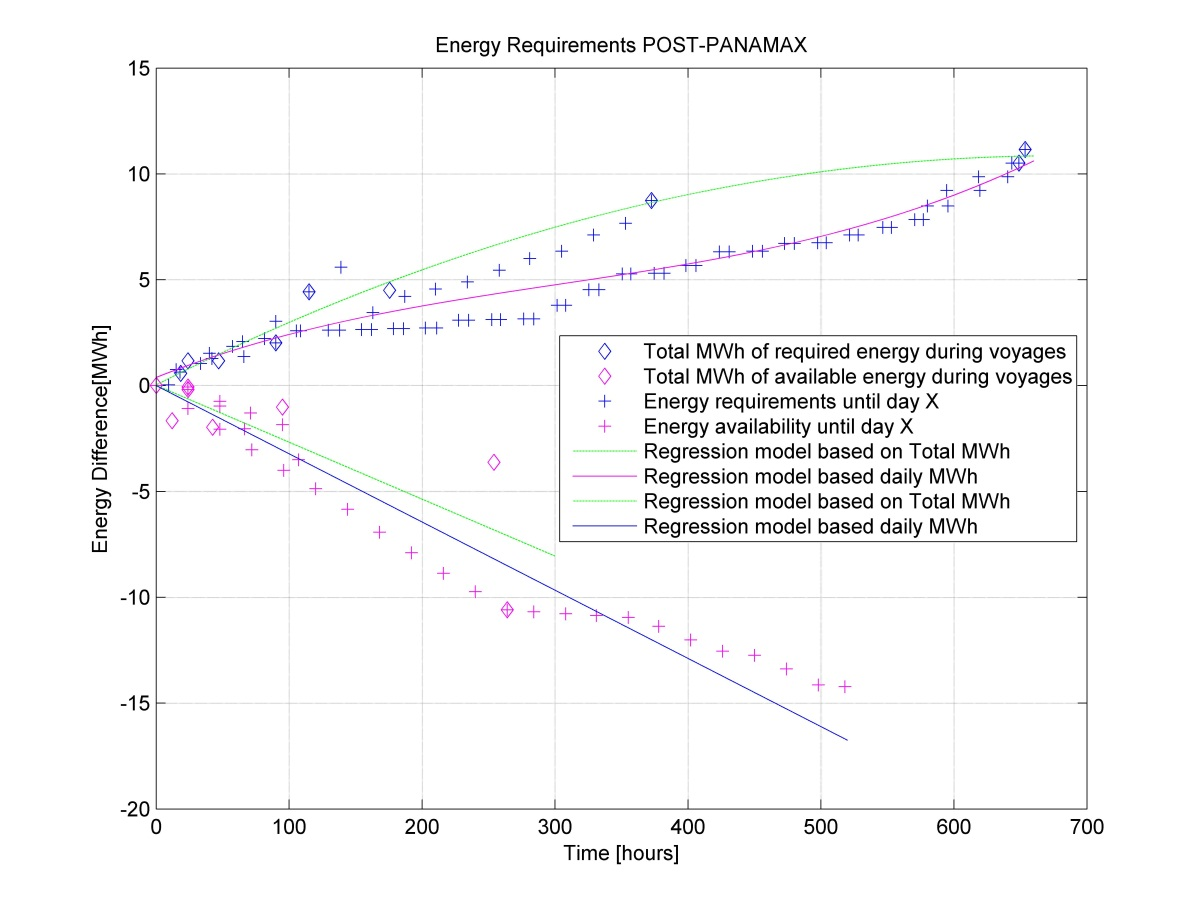 Energy Requirements POST-PANAMAX
15
10
5
0
-5
-10
-15
-20
Energy Difference[MWh]
Total MWh of required energy during voyages
Total MWh of available energy during voyages
Energy requirements until day X
Energy availability until day X
Regression model based on Total MWh
Regression model based daily MWh
Regression model based on Total MWh
Regression model based daily MWh
0 100 200 300 400 500 600 700
Time [hours]